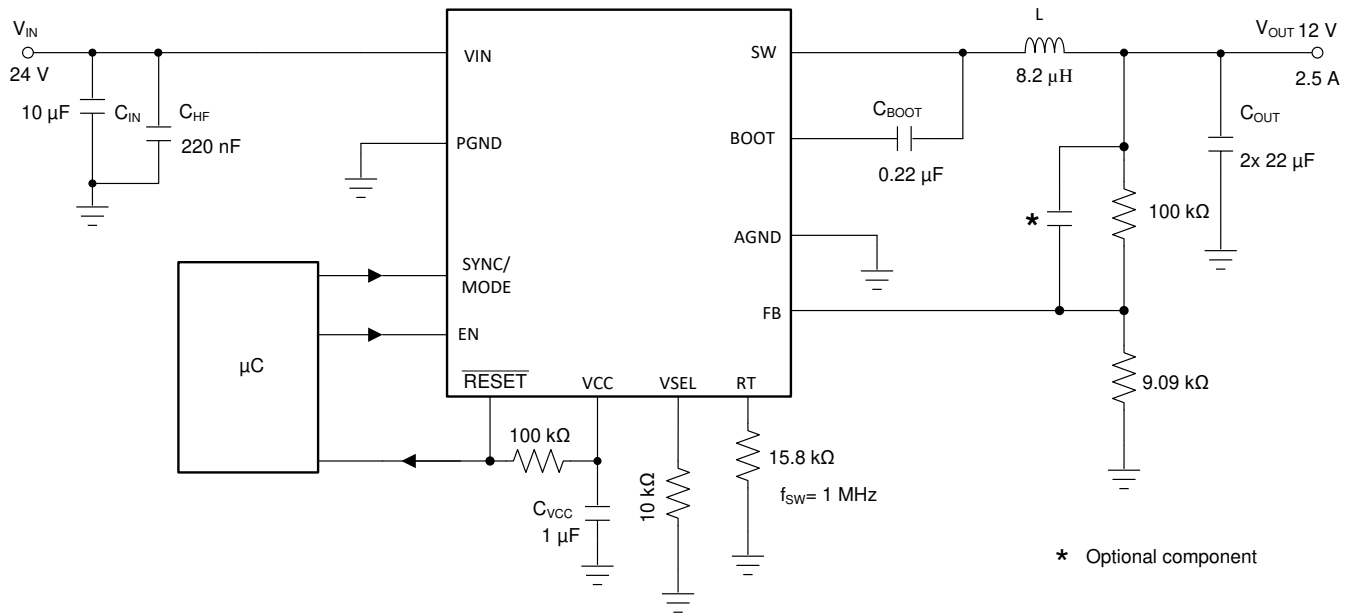 V_IN
24 V
10 µF
C_IN
C_HF
220 nF
VIN
PGND
SYNC/
MODE
EN
RESET
VCC
VSEL
RT
SW
BOOT
AGND
FB
µC
100 kΩ
C_VCC
1 µF
10 kΩ
15.8 kΩ
f_SW= 1 MHz
C_BOOT
0.22 µF
L
8.2 µH
V_OUT 12 V
2.5 A
C_OUT
2x 22 µF
*
100 kΩ
9.09 kΩ
* Optional component